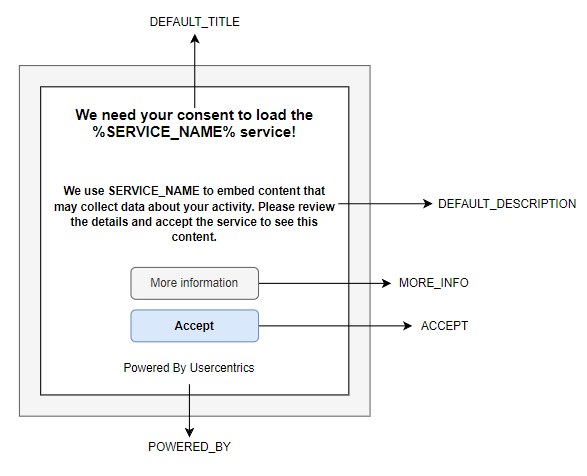 DEFAULT_TITLE
We need your consent to load the
%SERVICE_NAME% service!
We use SERVICE_NAME to embed content that
may collect data about your activity. Please review
the details and accept the service to see this
content.
DEFAULT_DESCRIPTION
More information
MORE_INFO
Accept
ACCEPT
Powered By Usercentrics
POWERED_BY